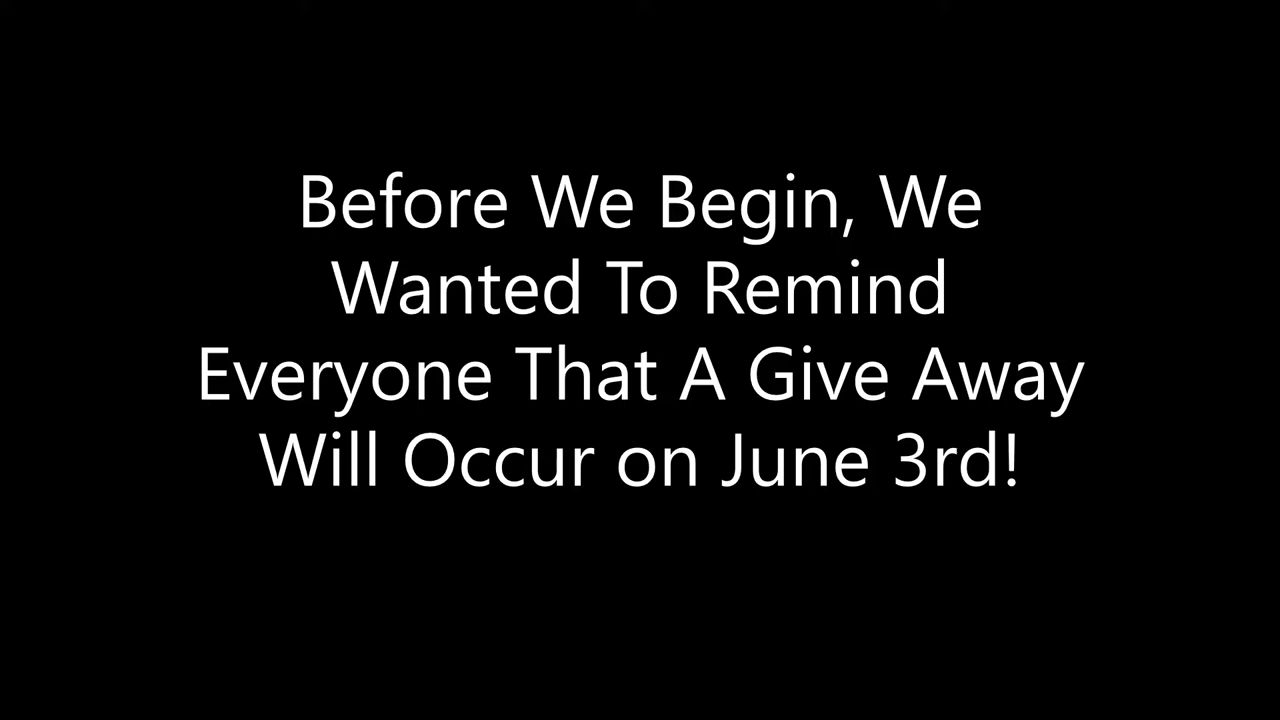 Before We Begin, We
Wanted To Remind
Everyone That A Give Away
Will Occur on June 3rd!